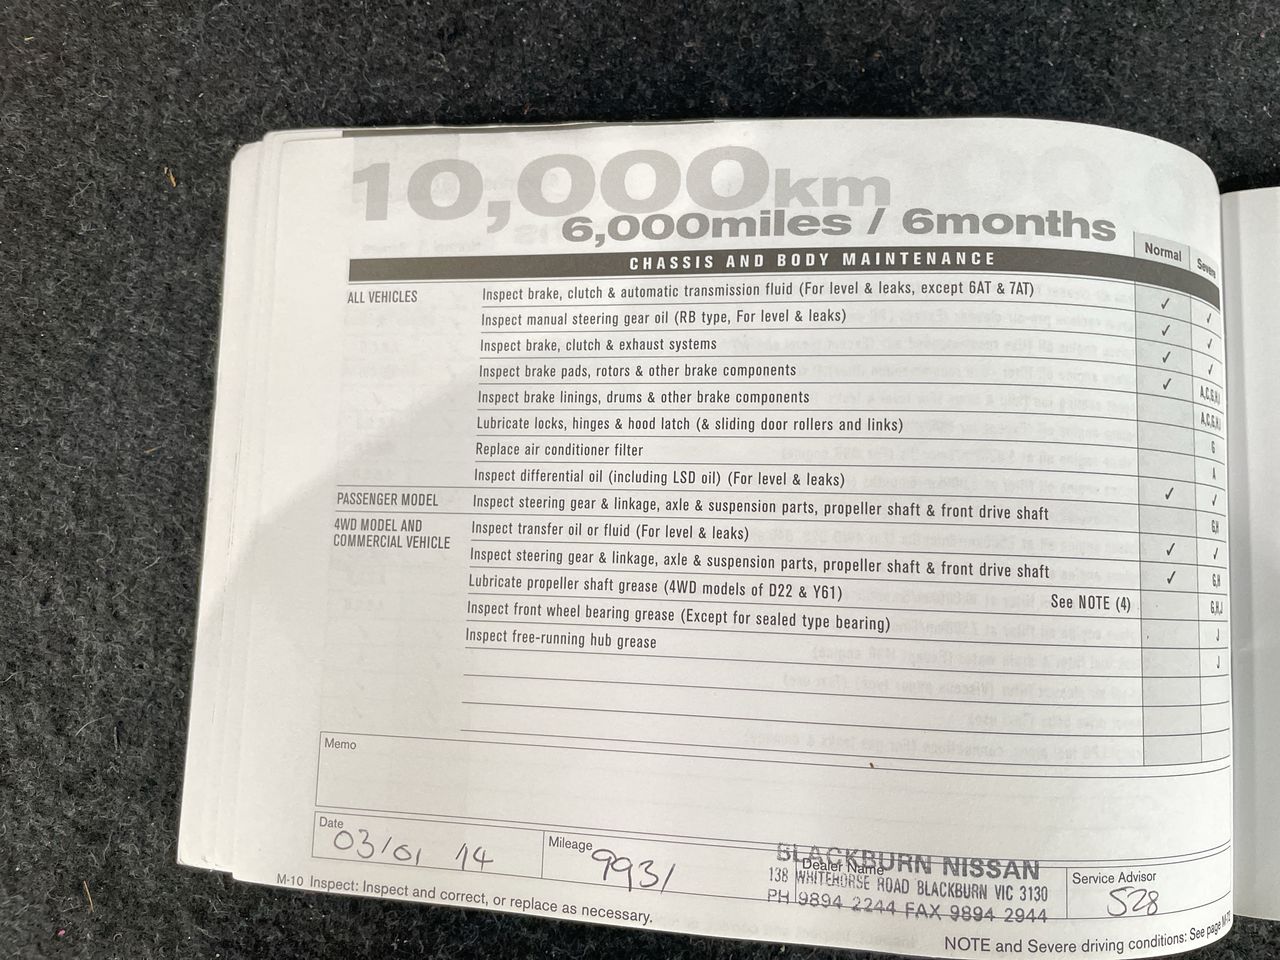 10,000km
6,000miles / 6months
Normal Severe
CHASSIS AND BODY MAINTENANCE
ALL VEHICLES Inspect brake, clutch & automatic transmission fluid (For level & leaks, except 6AT & 7AT) ✓ ✓
Inspect manual steering gear oil (RB type, For level & leaks) ✓ ✓
Inspect brake, clutch & exhaust systems ✓ ✓
Inspect brake pads, rotors & other brake components ✓ A,C,G,H,I
Inspect brake linings, drums & other brake components A,C,G,H,I
Lubricate locks, hinges & hood latch (& sliding door rollers and links) G
Replace air conditioner filter A
Inspect differential oil (including LSD oil) (For level & leaks) ✓ ✓
PASSENGER MODEL Inspect steering gear & linkage, axle & suspension parts, propeller shaft & front drive shaft G,H
4WD MODEL AND COMMERCIAL VEHICLE Inspect transfer oil or fluid (For level & leaks) ✓ ✓
Inspect steering gear & linkage, axle & suspension parts, propeller shaft & front drive shaft ✓ G,H
Lubricate propeller shaft grease (4WD models of D22 & Y61) See NOTE (4) G,H,J
Inspect front wheel bearing grease (Except for sealed type bearing) J
Inspect free-running hub grease J
Memo
Date 03/01 14
Mileage 9931
Dealer Name
BLACKBURN NISSAN
138 WHITEHORSE ROAD BLACKBURN VIC 3130
PH 9894 2244 FAX 9894 2944
Service Advisor
528
M-10 Inspect: Inspect and correct, or replace as necessary.
NOTE and Severe driving conditions: See page